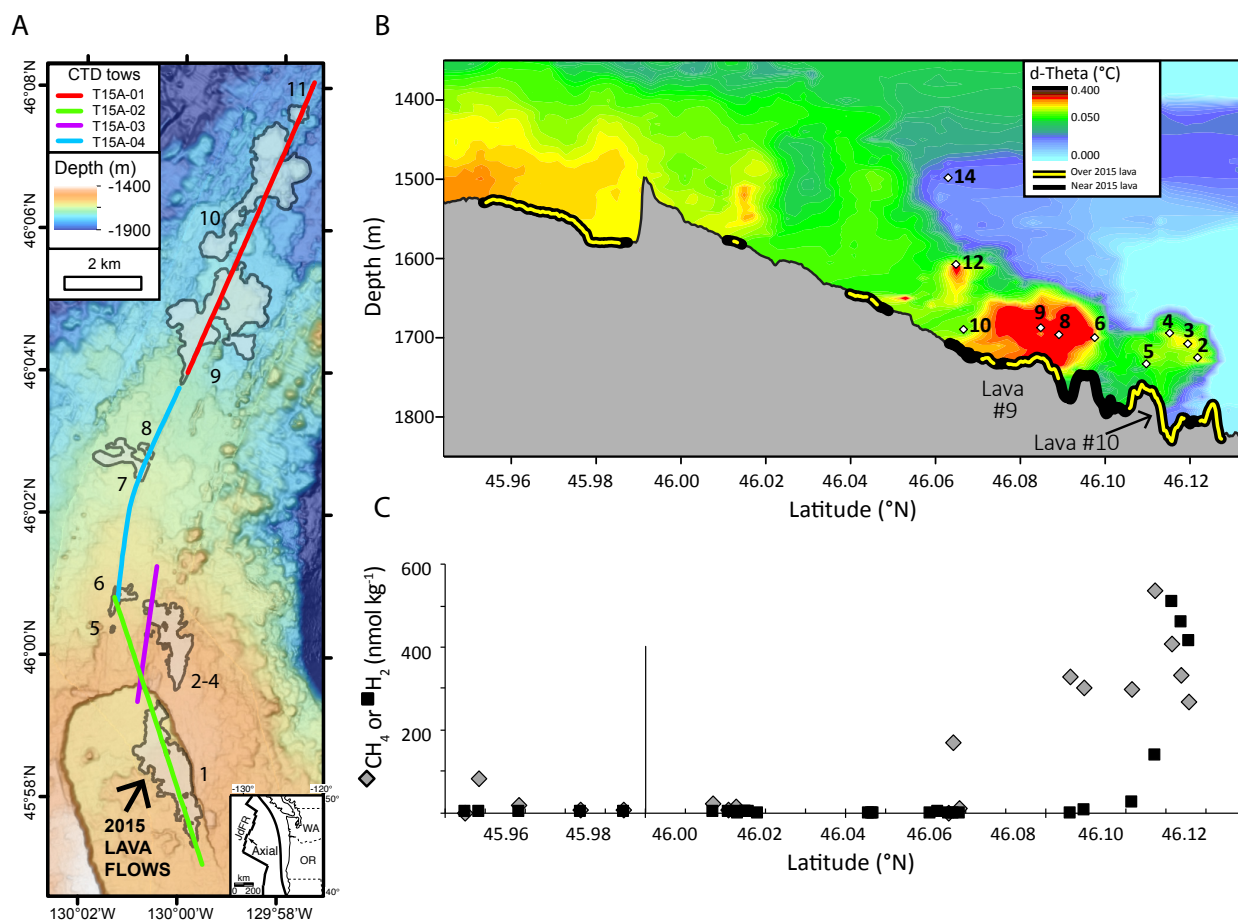 A
CTD tows
T15A-01
T15A-02
T15A-03
T15A-04
Depth (m)
-1400
-1900
2 km
46°08'N
46°06'N
46°04'N
46°02'N
46°00'N
45°58'N
11
10
9
8
7
6
5
2-4
1
2015
LAVA
FLOWS
-130°
-120°
50°
40°
JdFR
Axial
WA
OR
km
0 200
130°02'W
130°00'W
129°58'W
B
d-Theta (°C)
0.400
0.050
0.000
Over 2015 lava
Near 2015 lava
1400
1500
1600
1700
1800
Depth (m)
14
12
10
9
8
6
5
4
3
2
Lava
#9
Lava #10
45.96
45.98
46.00
46.02
46.04
46.06
46.08
46.10
46.12
Latitude (°N)
C
600
400
200
CH4 or H2 (nmol kg-1)
45.96
45.98
46.00
46.02
46.04
46.06
46.08
46.10
46.12
Latitude (°N)